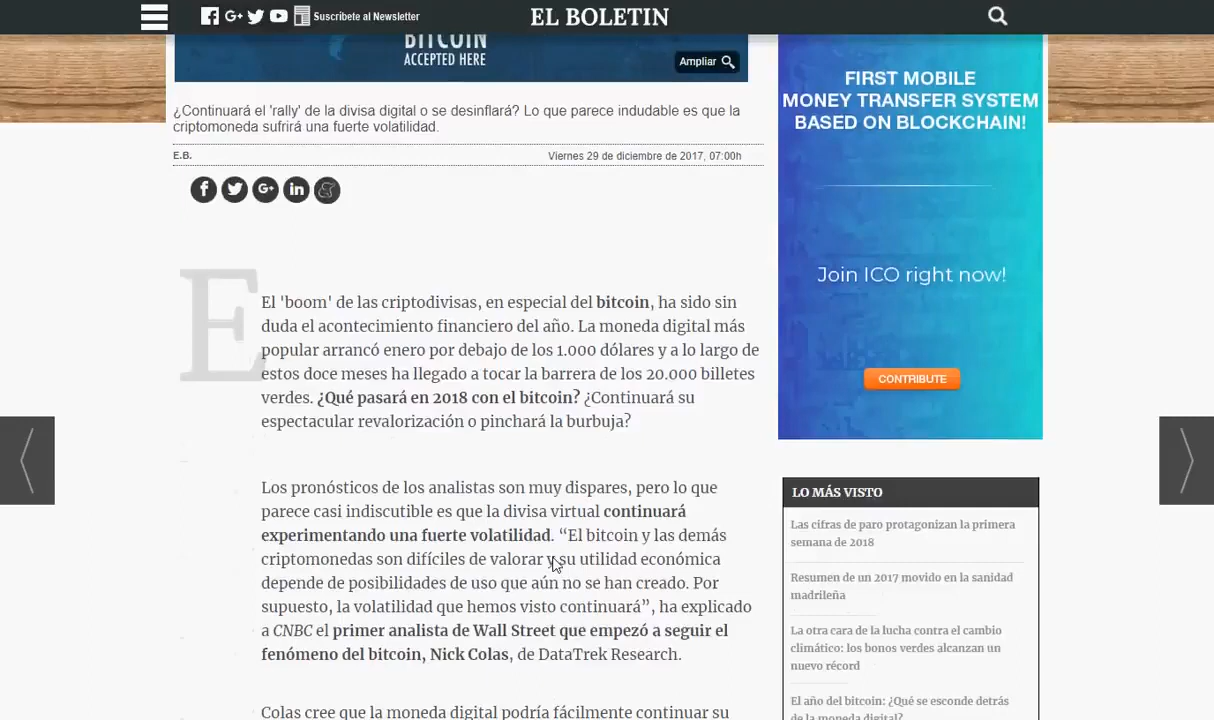 Suscribete al Newsletter
EL BOLETIN
BITCOIN
ACCEPTED HERE
Ampliar
¿Continuará el 'rally' de la divisa digital o se desinflará? Lo que parece indudable es que la
criptomoneda sufrirá una fuerte volatilidad.
E.B.
Viernes 29 de diciembre de 2017, 07:00h
E
El 'boom' de las criptodivisas, en especial del bitcoin, ha sido sin
duda el acontecimiento financiero del año. La moneda digital más
popular arrancó enero por debajo de los 1.000 dólares y a lo largo de
estos doce meses ha llegado a tocar la barrera de los 20.000 billetes
verdes. ¿Qué pasará en 2018 con el bitcoin? ¿Continuará su
espectacular revalorización o pinchará la burbuja?
Los pronósticos de los analistas son muy dispares, pero lo que
parece casi indiscutible es que la divisa virtual continuará
experimentando una fuerte volatilidad. “El bitcoin y las demás
criptomonedas son difíciles de valorar y su utilidad económica
depende de posibilidades de uso que aún no se han creado. Por
supuesto, la volatilidad que hemos visto continuará”, ha explicado
a CNBC el primer analista de Wall Street que empezó a seguir el
fenómeno del bitcoin, Nick Colas, de DataTrek Research.
Colas cree que la moneda digital podría fácilmente continuar su
FIRST MOBILE
MONEY TRANSFER SYSTEM
BASED ON BLOCKCHAIN!
Join ICO right now!
CONTRIBUTE
LO MÁS VISTO
Las cifras de paro protagonizan la primera
semana de 2018
Resumen de un 2017 movido en la sanidad
madrileña
La otra cara de la lucha contra el cambio
climático: los bonos verdes alcanzan un
nuevo récord
El año del bitcoin: ¿Qué se esconde detrás
de la moneda digital?